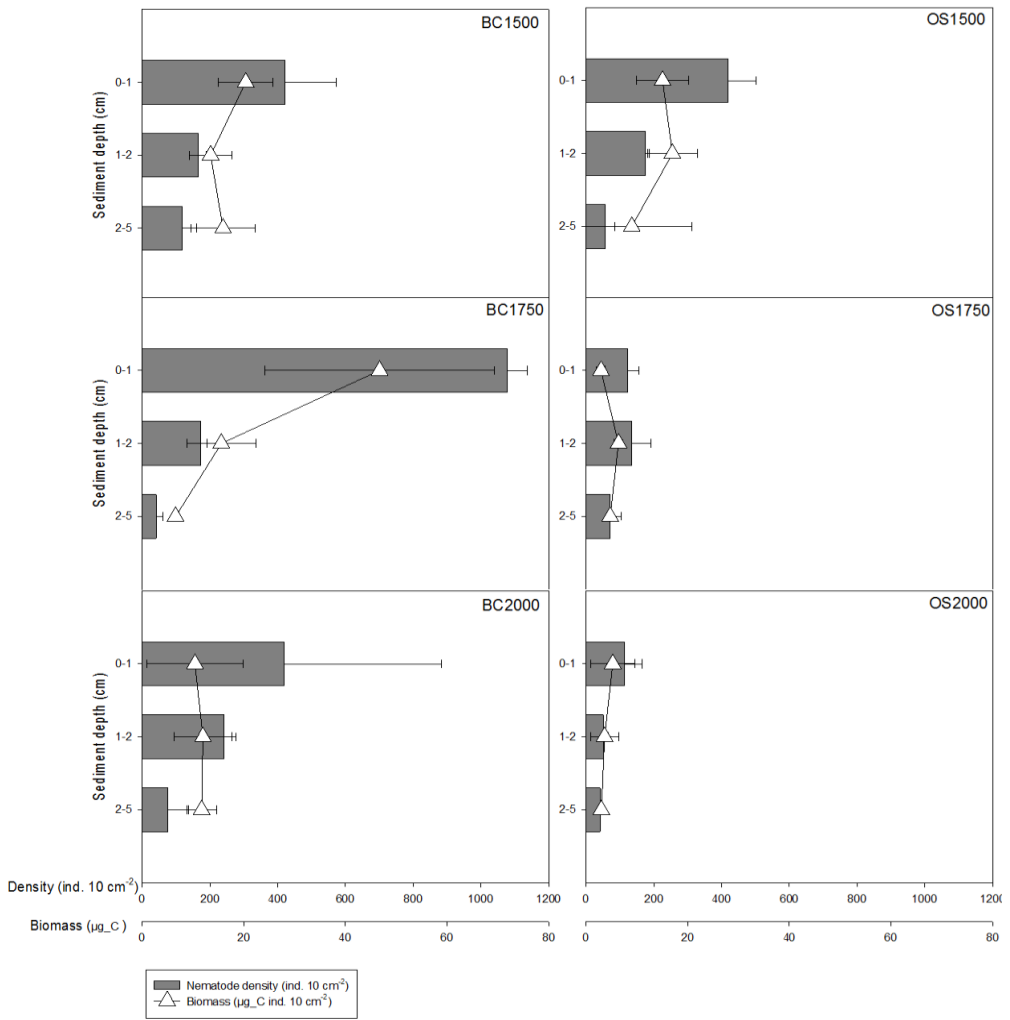 BC1500
OS1500
0-1
1-2
2-5
Sediment depth (cm)
0-1
1-2
2-5
BC1750
OS1750
0-1
1-2
2-5
Sediment depth (cm)
0-1
1-2
2-5
BC2000
OS2000
0-1
1-2
2-5
Sediment depth (cm)
0-1
1-2
2-5
Density (ind. 10 cm-2)
0 200 400 600 800 1000 1200
0 200 400 600 800 1000 1200
Biomass (µg_C )
0 20 40 60 80
0 20 40 60 80
Nematode density (ind. 10 cm-2)
Biomass (µg_C ind. 10 cm-2)